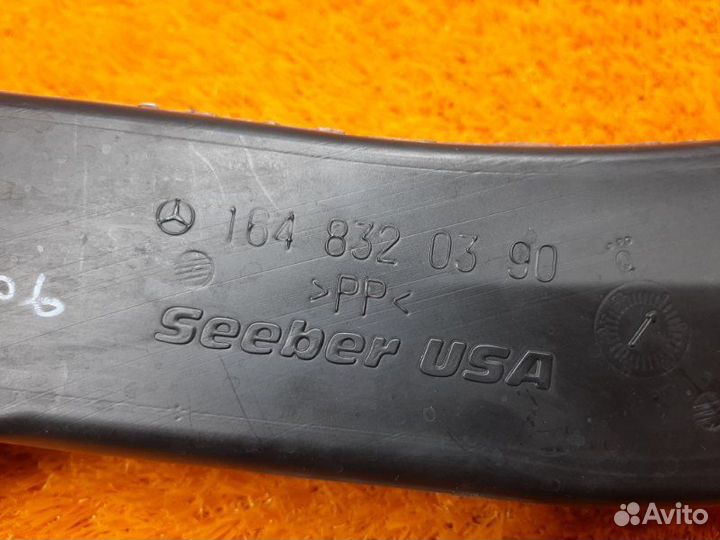 164 832 03 90
>PP<
Seeber USA
Avito